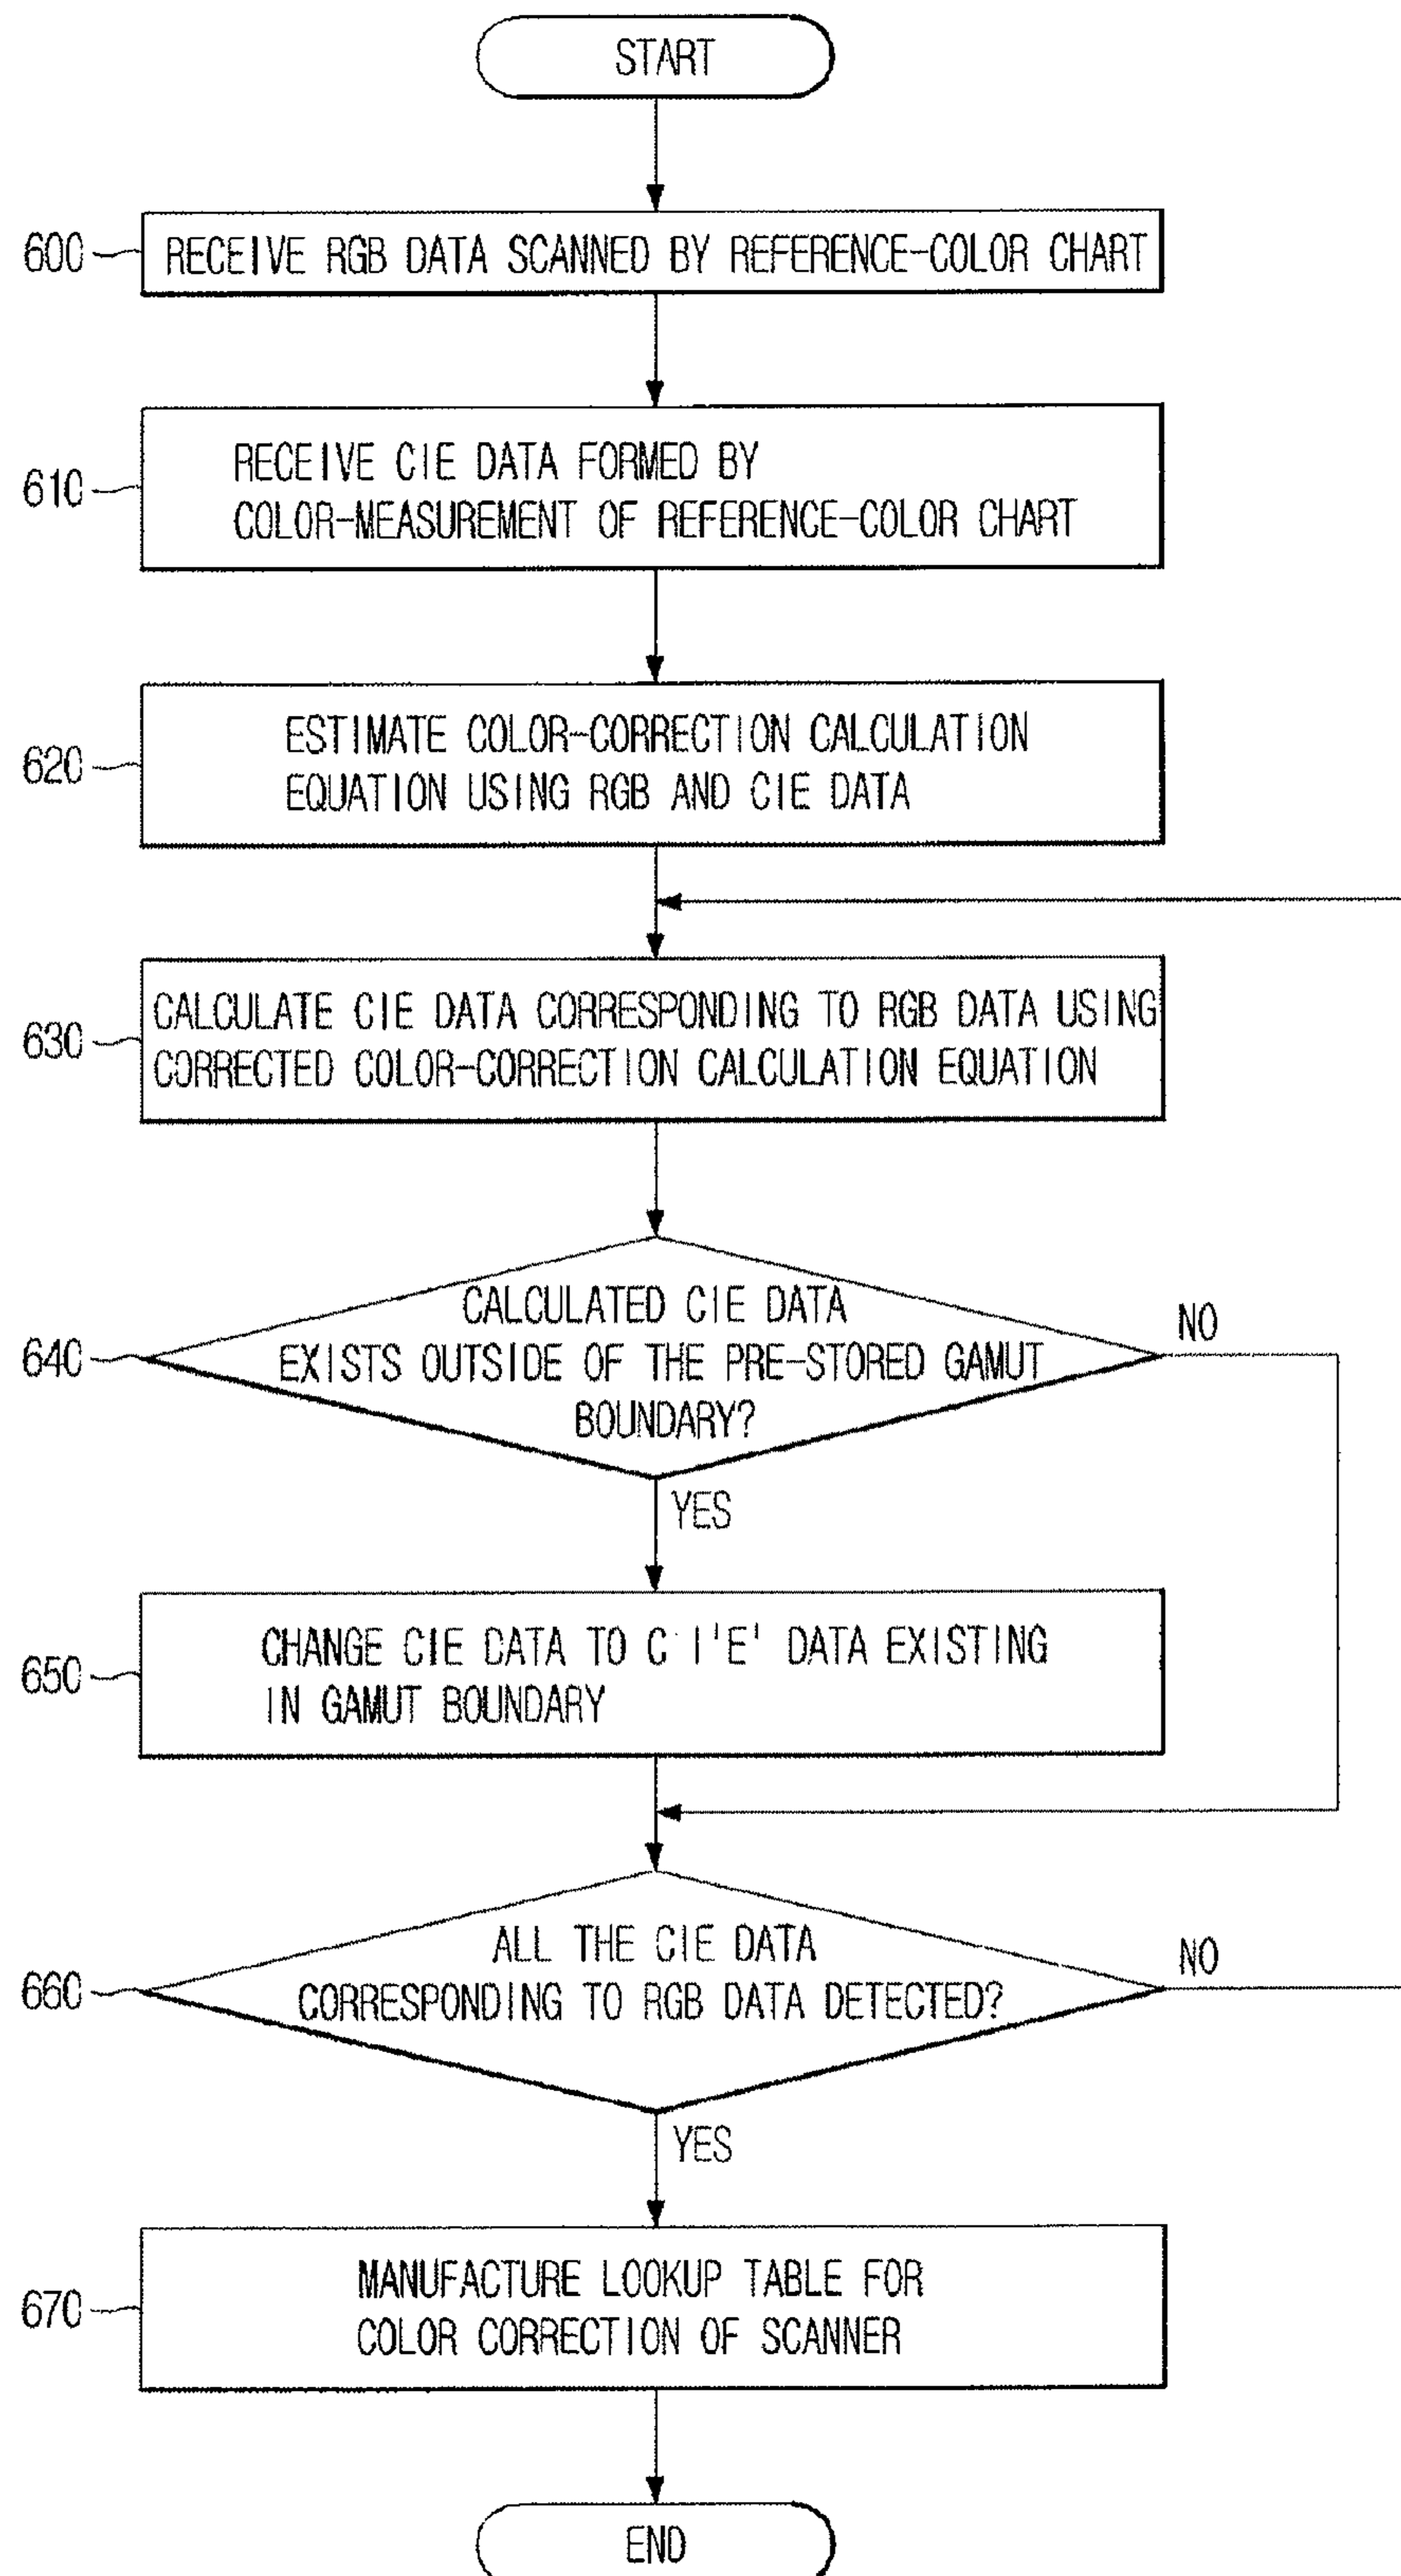 START
600
RECEIVE RGB DATA SCANNED BY REFERENCE-COLOR CHART
610
RECEIVE CIE DATA FORMED BY
COLOR-MEASUREMENT OF REFERENCE-COLOR CHART
620
ESTIMATE COLOR-CORRECTION CALCULATION
EQUATION USING RGB AND CIE DATA
630
CALCULATE CIE DATA CORRESPONDING TO RGB DATA USING
CORRECTED COLOR-CORRECTION CALCULATION EQUATION
640
CALCULATED CIE DATA
EXISTS OUTSIDE OF THE PRE-STORED GAMUT
BOUNDARY?
NO
YES
650
CHANGE CIE DATA TO C'I'E' DATA EXISTING
IN GAMUT BOUNDARY
660
ALL THE CIE DATA
CORRESPONDING TO RGB DATA DETECTED?
NO
YES
670
MANUFACTURE LOOKUP TABLE FOR
COLOR CORRECTION OF SCANNER
END